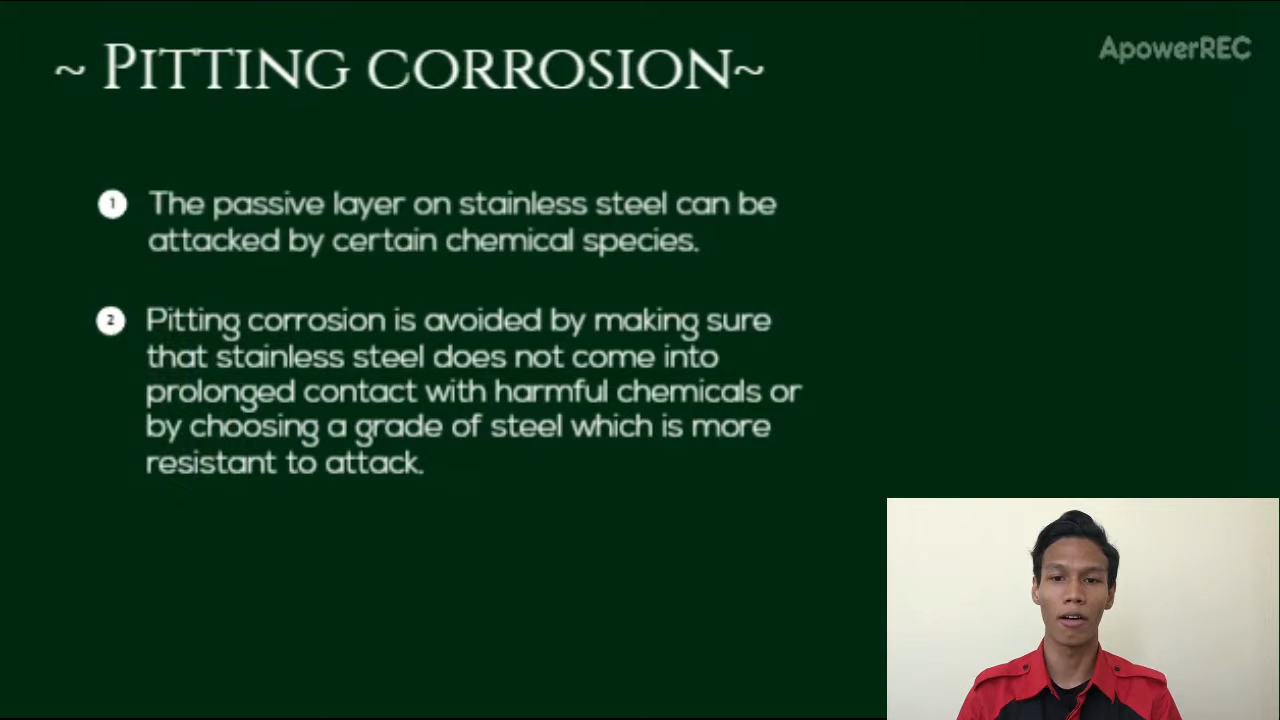 ~ PITTING CORROSION~
ApowerREC
1 The passive layer on stainless steel can be
attacked by certain chemical species.
2 Pitting corrosion is avoided by making sure
that stainless steel does not come into
prolonged contact with harmful chemicals or
by choosing a grade of steel which is more
resistant to attack.